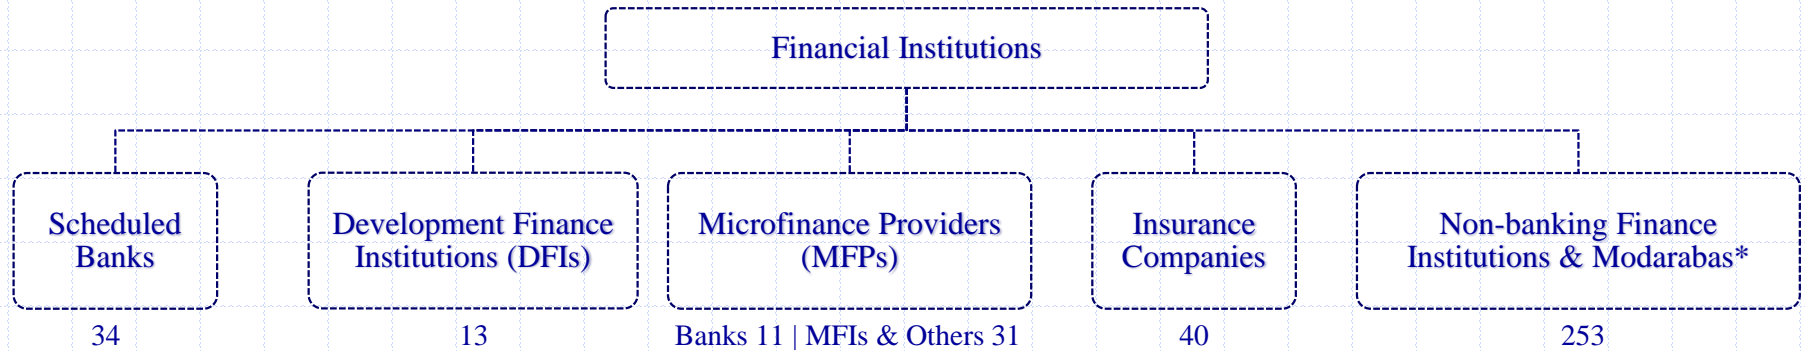 Financial Institutions
Scheduled
Banks
Development Finance
Institutions (DFIs)
Microfinance Providers
(MFPs)
Insurance
Companies
Non-banking Finance
Institutions & Modarabas*
34
13
Banks 11 | MFIs & Others 31
40
253